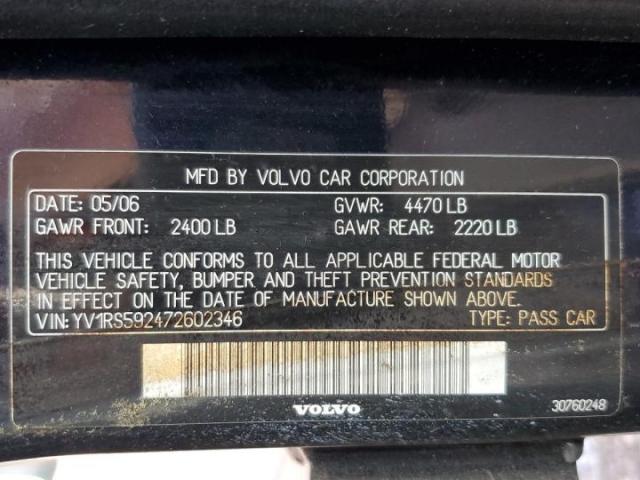 MFD BY VOLVO CAR CORPORATION
DATE: 05/06 GVWR: 4470 LB
GAWR FRONT: 2400 LB GAWR REAR: 2220 LB
THIS VEHICLE CONFORMS TO ALL APPLICABLE FEDERAL MOTOR
VEHICLE SAFETY, BUMPER AND THEFT PREVENTION STANDARDS
IN EFFECT ON THE DATE OF MANUFACTURE SHOWN ABOVE.
VIN: YV1RS592472602346 TYPE: PASS CAR
VOLVO 30760248